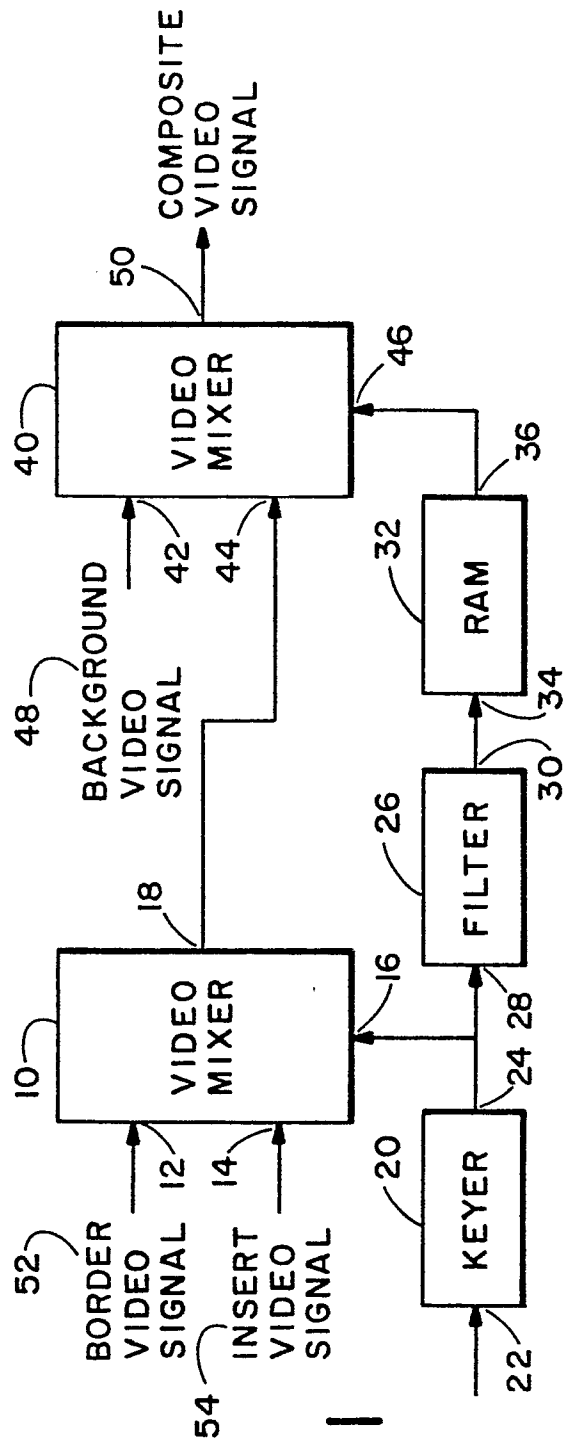 52
BORDER
VIDEO
SIGNAL
12
54
INSERT
VIDEO
SIGNAL
14
10
VIDEO
MIXER
18
16
48
BACKGROUND
VIDEO
SIGNAL
42
44
40
VIDEO
MIXER
46
50
COMPOSITE
VIDEO
SIGNAL
22
20
KEYER
24
28
26
FILTER
30
34
32
RAM
36